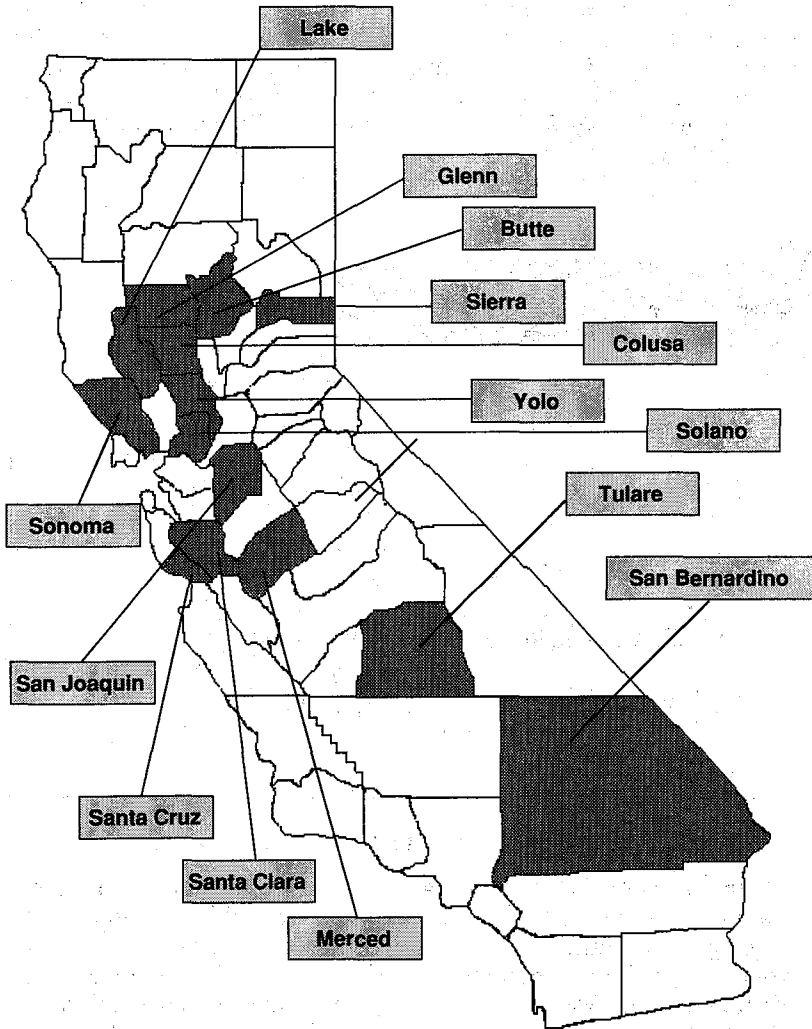 Lake
Glenn
Butte
Sierra
Colusa
Yolo
Solano
Tulare
Sonoma
San Bernardino
San Joaquin
Santa Cruz
Santa Clara
Merced